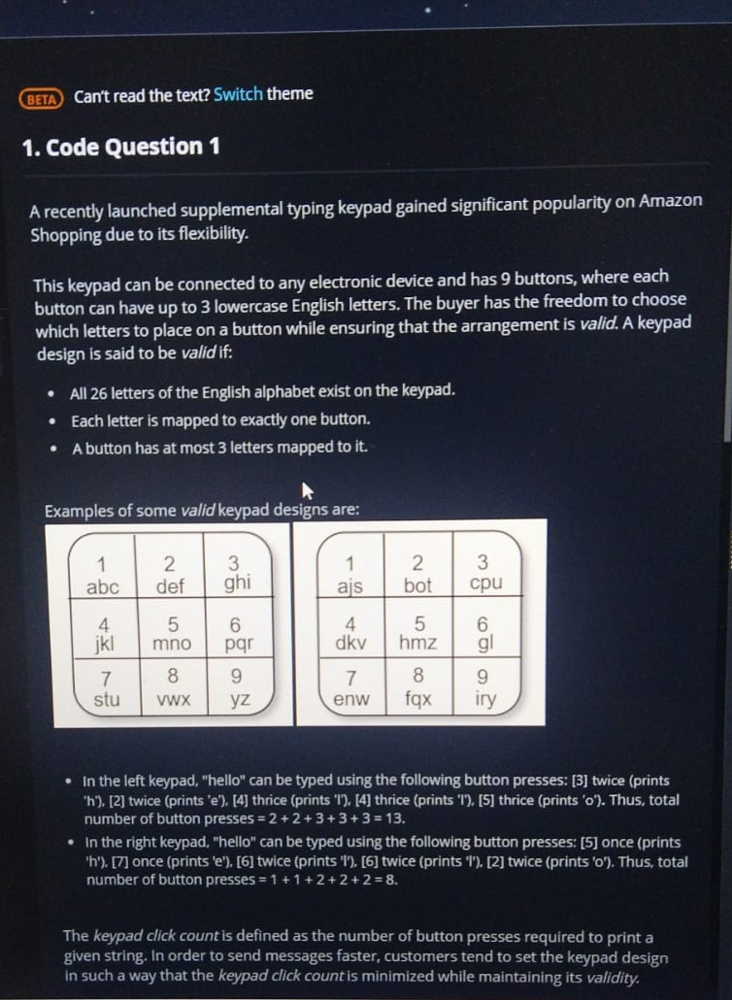 BETA Can't read the text? Switch theme
1. Code Question 1
A recently launched supplemental typing keypad gained significant popularity on Amazon
Shopping due to its flexibility.
This keypad can be connected to any electronic device and has 9 buttons, where each
button can have up to 3 lowercase English letters. The buyer has the freedom to choose
which letters to place on a button while ensuring that the arrangement is valid. A keypad
design is said to be valid if:
• All 26 letters of the English alphabet exist on the keypad.
• Each letter is mapped to exactly one button.
• A button has at most 3 letters mapped to it.
Examples of some valid keypad designs are:
1 2 3
abc def ghi
4 5 6
jkl mno pqr
7 8 9
stu vwx yz
1 2 3
ajs bot cpu
4 5 6
dkv hmz gl
7 8 9
enw fqx iry
• In the left keypad, "hello" can be typed using the following button presses: [3] twice (prints
'h'), [2] twice (prints 'e'), [4] thrice (prints 'l'), [4] thrice (prints 'l'), [5] thrice (prints 'o'). Thus, total
number of button presses = 2 + 2 + 3 + 3 + 3 = 13.
• In the right keypad, "hello" can be typed using the following button presses: [5] once (prints
'h'), [7] once (prints 'e'), [6] twice (prints 'l'), [6] twice (prints 'l'), [2] twice (prints 'o'). Thus, total
number of button presses = 1 + 1 + 2 + 2 + 2 = 8.
The keypad click count is defined as the number of button presses required to print a
given string. In order to send messages faster, customers tend to set the keypad design
in such a way that the keypad click count is minimized while maintaining its validity.